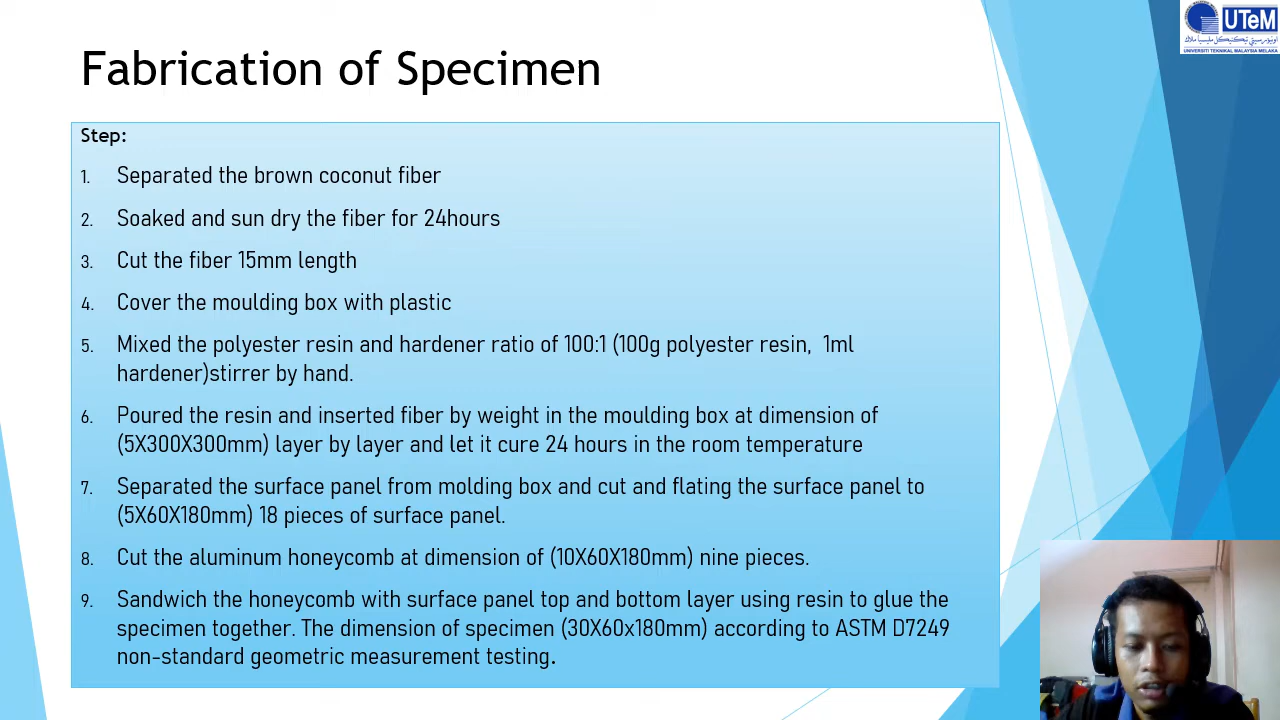 UTeM
اونيۏرسيتي تيكنيكل مليسيا ملاك
UNIVERSITI TEKNIKAL MALAYSIA MELAKA
Fabrication of Specimen
Step:
1. Separated the brown coconut fiber
2. Soaked and sun dry the fiber for 24hours
3. Cut the fiber 15mm length
4. Cover the moulding box with plastic
5. Mixed the polyester resin and hardener ratio of 100:1 (100g polyester resin, 1ml
hardener)stirrer by hand.
6. Poured the resin and inserted fiber by weight in the moulding box at dimension of
(5X300X300mm) layer by layer and let it cure 24 hours in the room temperature
7. Separated the surface panel from molding box and cut and flating the surface panel to
(5X60X180mm) 18 pieces of surface panel.
8. Cut the aluminum honeycomb at dimension of (10X60X180mm) nine pieces.
9. Sandwich the honeycomb with surface panel top and bottom layer using resin to glue the
specimen together. The dimension of specimen (30X60x180mm) according to ASTM D7249
non-standard geometric measurement testing.